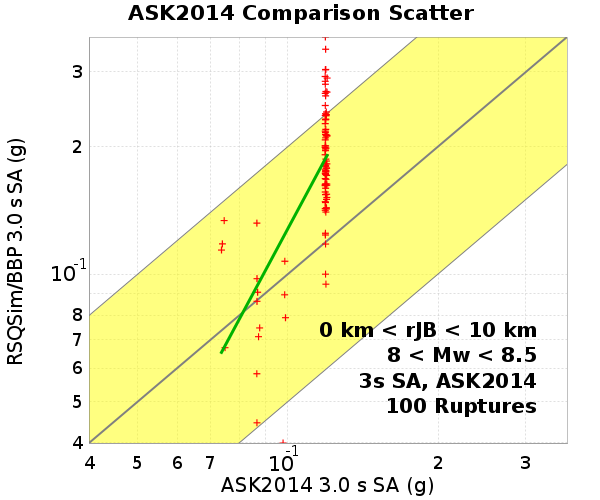 ASK2014 Comparison Scatter
RSQSim/BBP 3.0 s SA (g)
3
2
10-1
8
7
6
5
4
0 km < rJB < 10 km
8 < Mw < 8.5
3s SA, ASK2014
100 Ruptures
4 5 6 7 10-1 2 3
ASK2014 3.0 s SA (g)